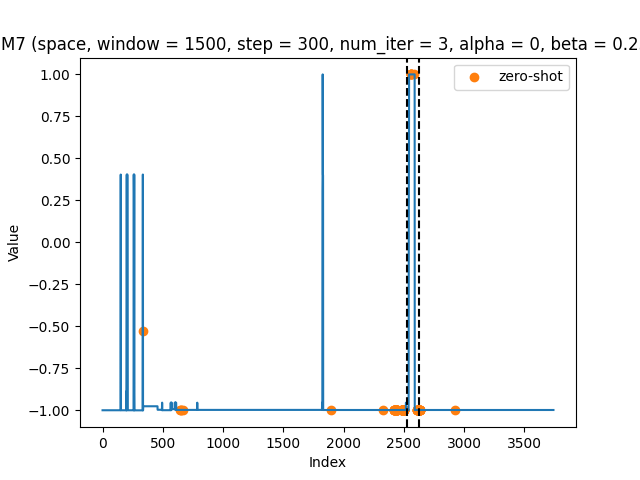 M7 (space, window = 1500, step = 300, num_iter = 3, alpha = 0, beta = 0.2
zero-shot
1.00
0.75
0.50
0.25
0.00
−0.25
−0.50
−0.75
−1.00
Value
0 500 1000 1500 2000 2500 3000 3500
Index